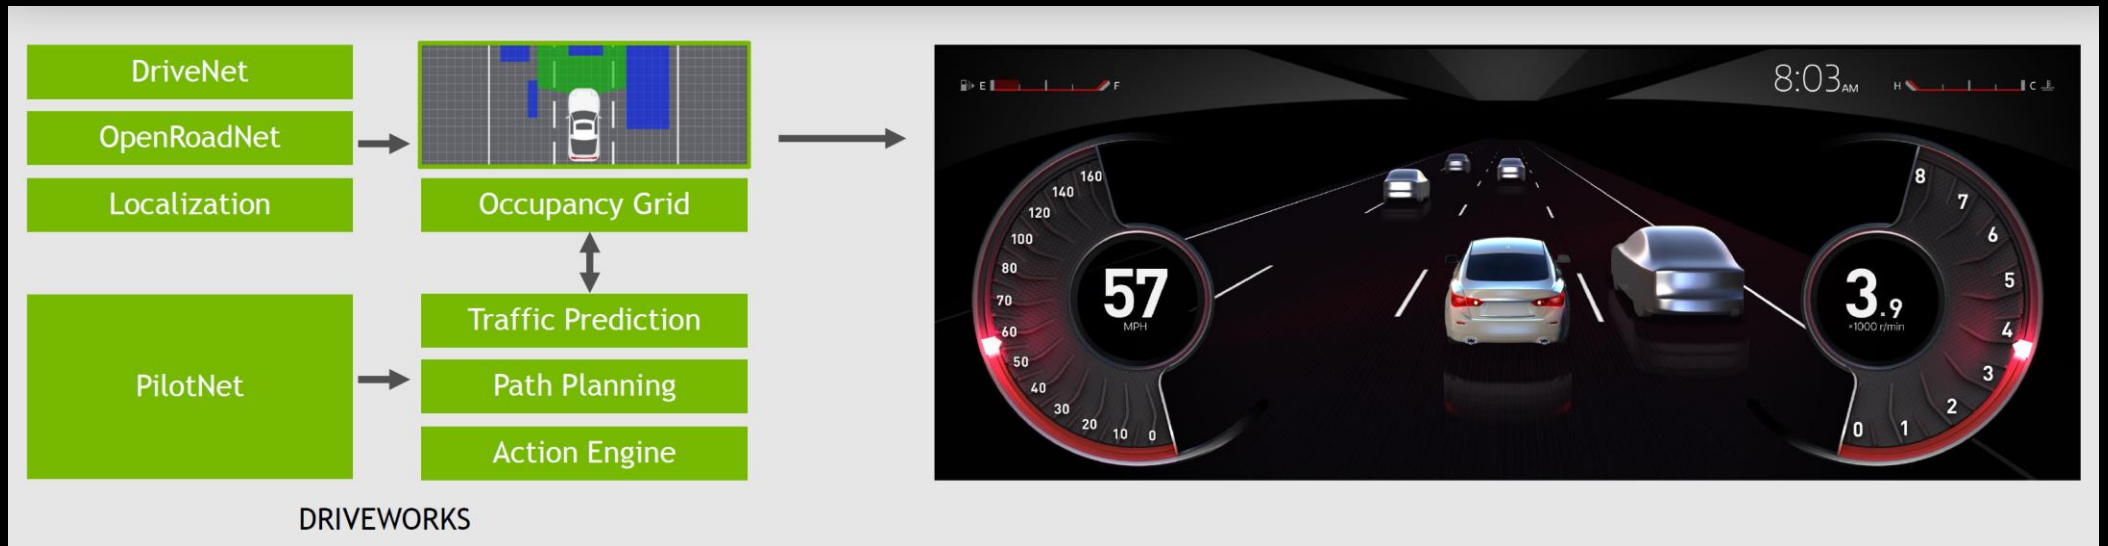 DriveNet
OpenRoadNet
Localization
PilotNet
Occupancy Grid
Traffic Prediction
Path Planning
Action Engine
DRIVEWORKS
E
F
8:03 AM
H
C
160
140
120
100
80
70
60
50
40
30
20
10
0
57
MPH
8
7
6
5
4
3
2
1
0
3.9
×1000 r/min